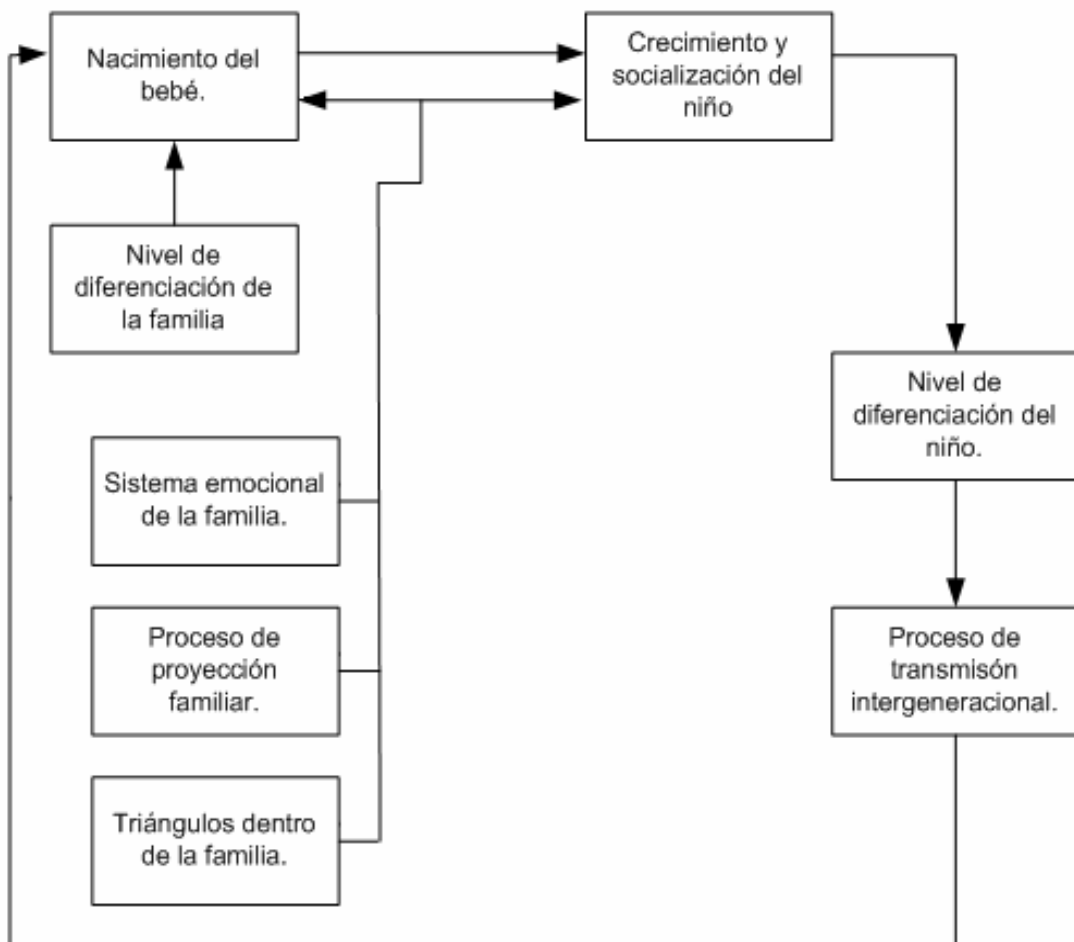 Nacimiento del
bebé.
Crecimiento y
socialización del
niño
Nivel de
diferenciación de
la familia
Nivel de
diferenciación del
niño.
Sistema emocional
de la familia.
Proceso de
proyección
familiar.
Proceso de
transmisón
intergeneracional.
Triángulos dentro
de la familia.